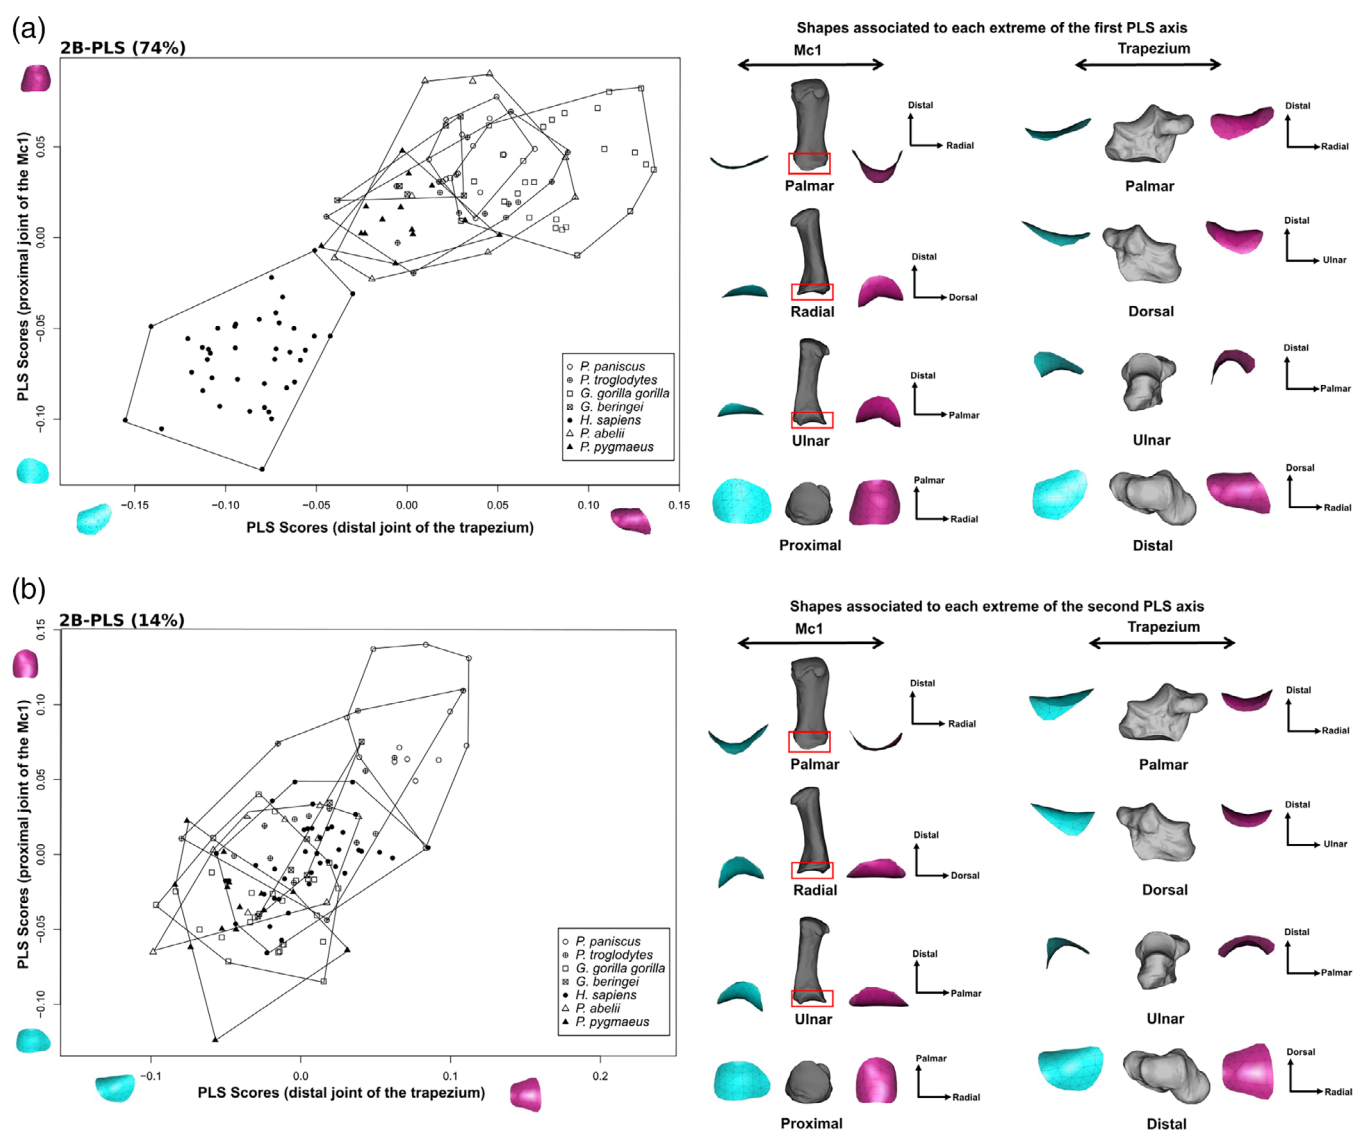 (a)
2B-PLS (74%)
Shapes associated to each extreme of the first PLS axis
Mc1
Trapezium
PLS Scores (proximal joint of the Mc1)
0.05
0.00
−0.05
−0.10
−0.15
−0.10
−0.05
0.00
0.05
0.10
0.15
PLS Scores (distal joint of the trapezium)
P. paniscus
P. troglodytes
G. gorilla gorilla
G. beringei
H. sapiens
P. abelii
P. pygmaeus
Distal
Radial
Palmar
Distal
Radial
Palmar
Distal
Dorsal
Radial
Distal
Ulnar
Dorsal
Distal
Palmar
Ulnar
Distal
Palmar
Ulnar
Palmar
Radial
Proximal
Dorsal
Radial
Distal
(b)
2B-PLS (14%)
Shapes associated to each extreme of the second PLS axis
Mc1
Trapezium
PLS Scores (proximal joint of the Mc1)
0.15
0.10
0.05
0.00
−0.05
−0.10
−0.1
0.0
0.1
0.2
PLS Scores (distal joint of the trapezium)
P. paniscus
P. troglodytes
G. gorilla gorilla
G. beringei
H. sapiens
P. abelii
P. pygmaeus
Distal
Radial
Palmar
Distal
Radial
Palmar
Distal
Dorsal
Radial
Distal
Ulnar
Dorsal
Distal
Palmar
Ulnar
Distal
Palmar
Ulnar
Palmar
Radial
Proximal
Dorsal
Radial
Distal